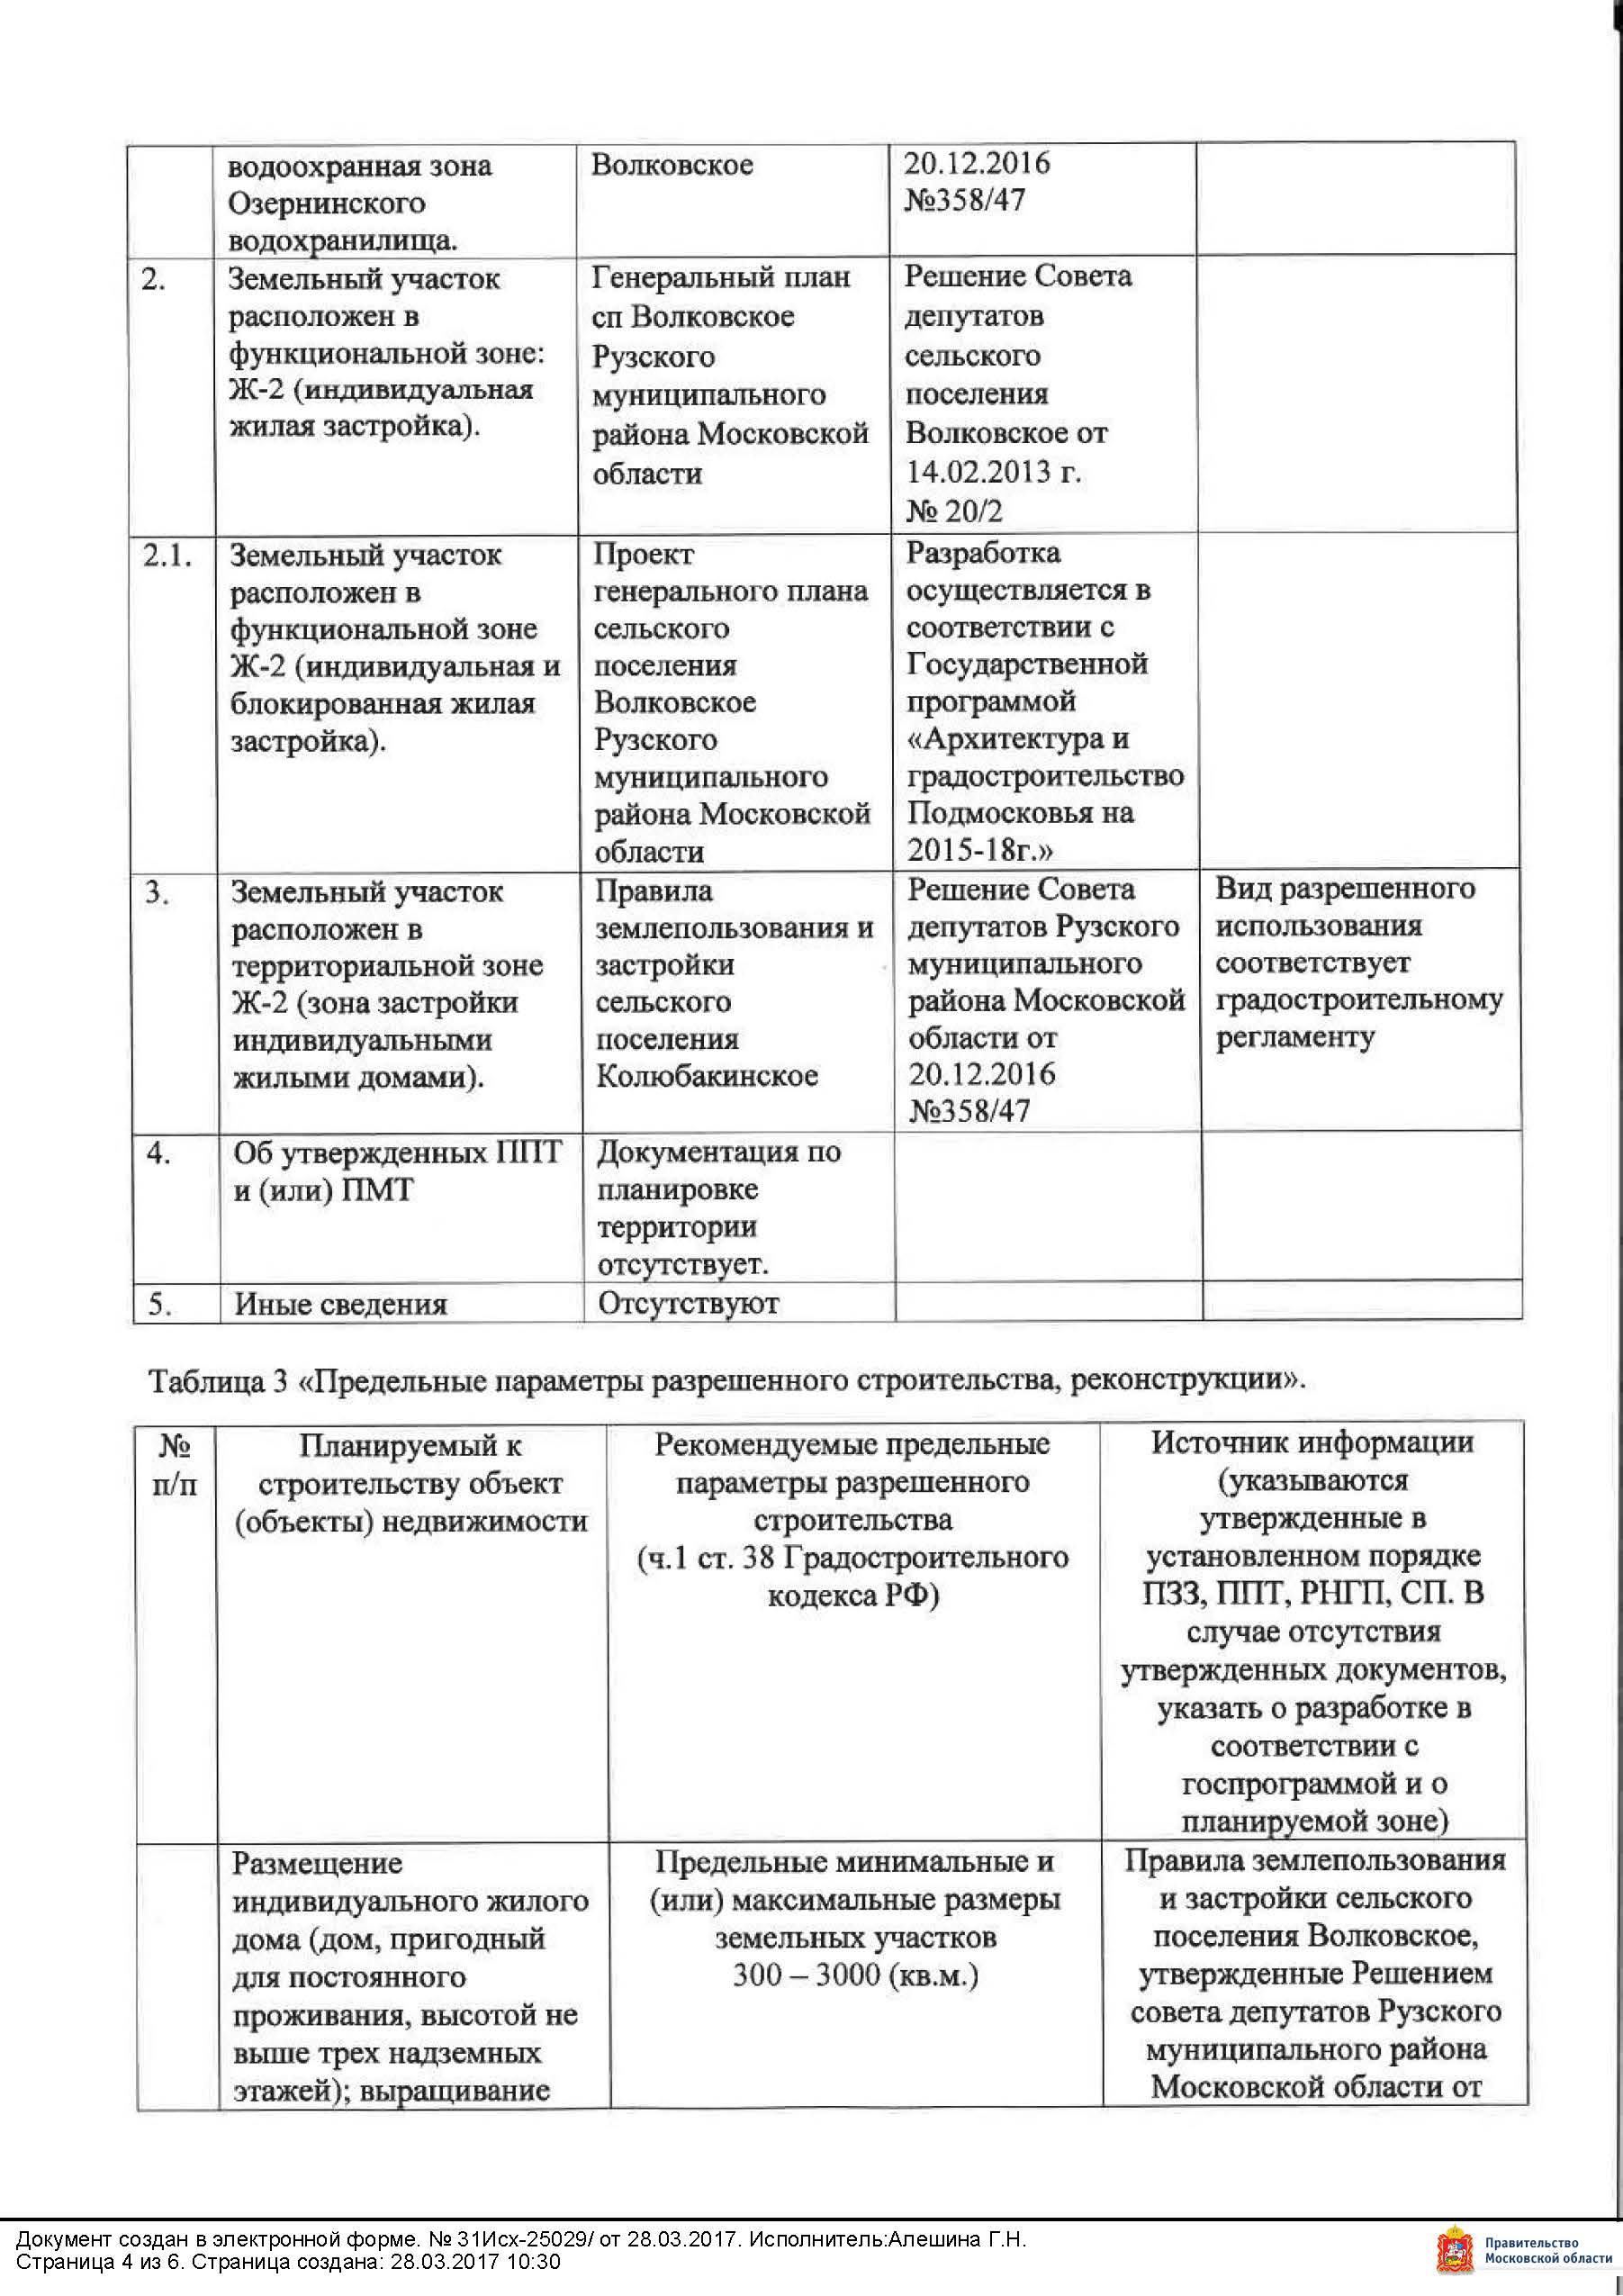 водоохранная зона
Озернинского
водохранилища.
Волковское
20.12.2016
№358/47
2.
Земельный участок
расположен в
функциональной зоне:
Ж-2 (индивидуальная
жилая застройка).
Генеральный план
сп Волковское
Рузского
муниципального
района Московской
области
Решение Совета
депутатов
сельского
поселения
Волковское от
14.02.2013 г.
№ 20/2
2.1.
Земельный участок
расположен в
функциональной зоне
Ж-2 (индивидуальная и
блокированная жилая
застройка).
Проект
генерального плана
сельского
поселения
Волковское
Рузского
муниципального
района Московской
области
Разработка
осуществляется в
соответствии с
Государственной
программой
«Архитектура и
градостроительство
Подмосковья на
2015-18г.»
3.
Земельный участок
расположен в
территориальной зоне
Ж-2 (зона застройки
индивидуальными
жилыми домами).
Правила
землепользования и
застройки
сельского
поселения
Колюбакинское
Решение Совета
депутатов Рузского
муниципального
района Московской
области от
20.12.2016
№358/47
Вид разрешенного
использования
соответствует
градостроительному
регламенту
4.
Об утвержденных ППТ
и (или) ПМТ
Документация по
планировке
территории
отсутствует.
5.
Иные сведения
Отсутствуют
Таблица 3 «Предельные параметры разрешенного строительства, реконструкции».
№
п/п
Планируемый к
строительству объект
(объекты) недвижимости
Рекомендуемые предельные
параметры разрешенного
строительства
(ч.1 ст. 38 Градостроительного
кодекса РФ)
Источник информации
(указываются
утвержденные в
установленном порядке
ПЗЗ, ППТ, РНГП, СП. В
случае отсутствия
утвержденных документов,
указать о разработке в
соответствии с
госпрограммой и о
планируемой зоне)
Размещение
индивидуального жилого
дома (дом, пригодный
для постоянного
проживания, высотой не
выше трех надземных
этажей); выращивание
Предельные минимальные и
(или) максимальные размеры
земельных участков
300 – 3000 (кв.м.)
Правила землепользования
и застройки сельского
поселения Волковское,
утвержденные Решением
совета депутатов Рузского
муниципального района
Московской области от
Документ создан в электронной форме. № 31Исх-25029/ от 28.03.2017. Исполнитель:Алешина Г.Н.
Страница 4 из 6. Страница создана: 28.03.2017 10:30
Правительство
Московской области